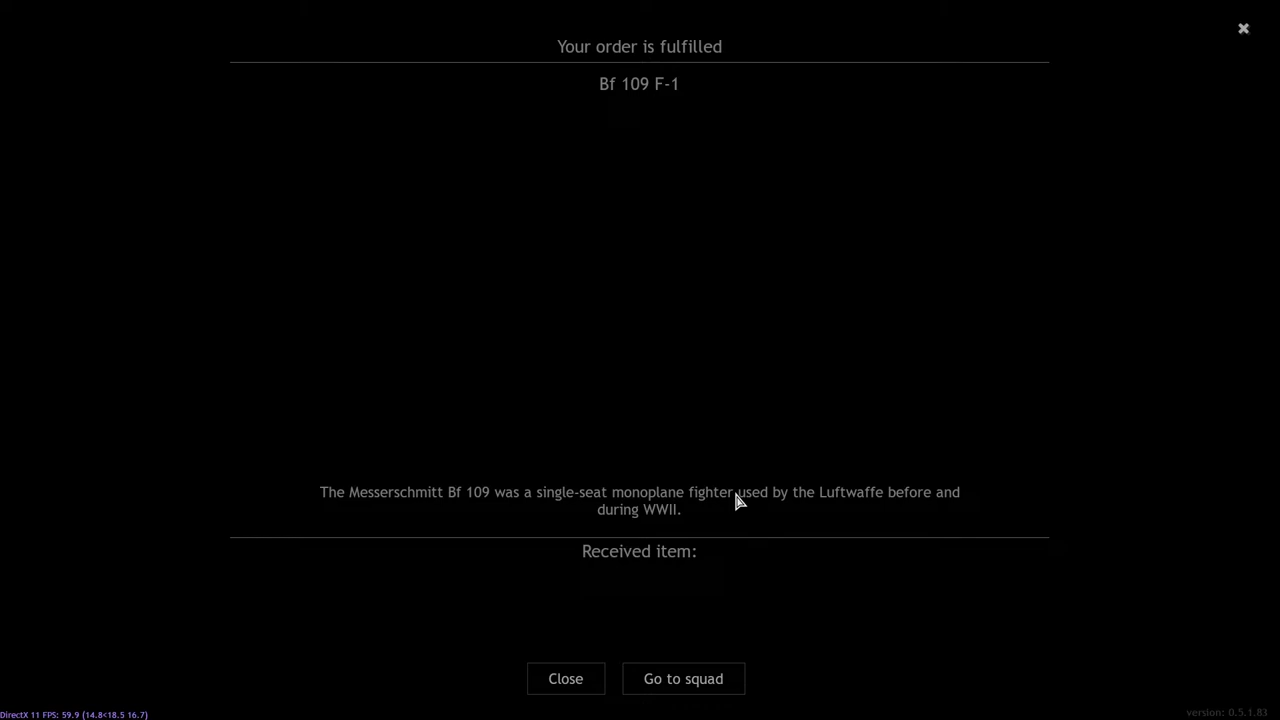 Your order is fulfilled
Bf 109 F-1
The Messerschmitt Bf 109 was a single-seat monoplane fighter used by the Luftwaffe before and
during WWII.
Received item:
Close
Go to squad
DirectX 11 FPS: 59.9 (14.8<18.5 16.7)
version: 0.5.1.83